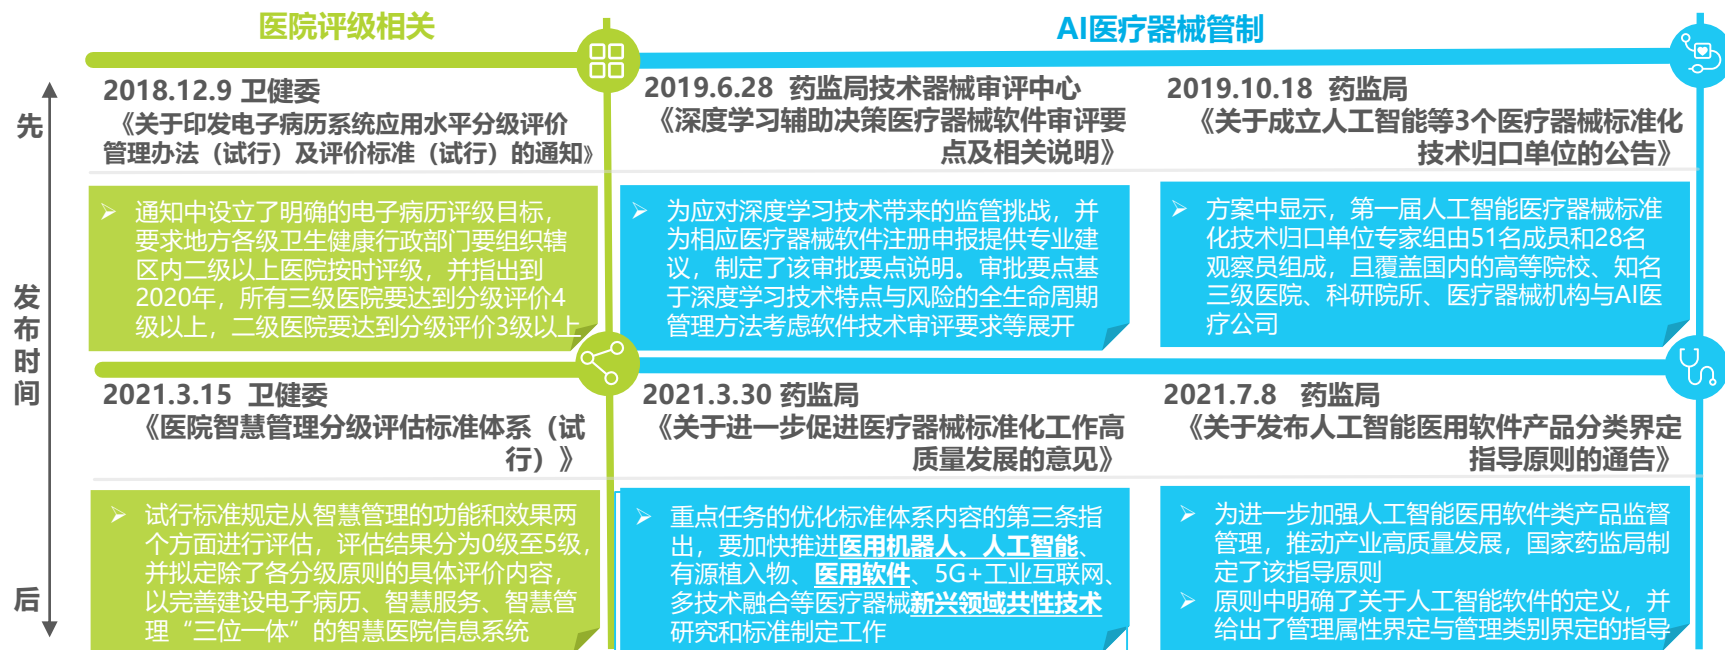 医院评级相关
AI医疗器械管制
先
发
布
时
间
后
2018.12.9 卫健委
《关于印发电子病历系统应用水平分级评价
管理办法（试行）及评价标准（试行）的通知》
➢ 通知中设立了明确的电子病历评级目标，
要求地方各级卫生健康行政部门要组织辖
区内二级以上医院按时评级，并指出到
2020年，所有三级医院要达到分级评价4
级以上，二级医院要达到分级评价3级以上
2019.6.28 药监局技术器械审评中心
《深度学习辅助决策医疗器械软件审评要
点及相关说明》
➢ 为应对深度学习技术带来的监管挑战，并
为相应医疗器械软件注册申报提供专业建
议，制定了该审批要点说明。审批要点基
于深度学习技术特点与风险的全生命周期
管理方法考虑软件技术审评要求等展开
2019.10.18 药监局
《关于成立人工智能等3个医疗器械标准化
技术归口单位的公告》
➢ 方案中显示，第一届人工智能医疗器械标准
化技术归口单位专家组由51名成员和28名
观察员组成，且覆盖国内的高等院校、知名
三级医院、科研院所、医疗器械机构与AI医
疗公司
2021.3.15 卫健委
《医院智慧管理分级评估标准体系（试
行）》
➢ 试行标准规定从智慧管理的功能和效果两
个方面进行评估，评估结果分为0级至5级，
并拟定除了各分级原则的具体评价内容，
以完善建设电子病历、智慧服务、智慧管
理“三位一体”的智慧医院信息系统
2021.3.30 药监局
《关于进一步促进医疗器械标准化工作高
质量发展的意见》
➢ 重点任务的优化标准体系内容的第三条指
出，要加快推进医用机器人、人工智能、
有源植入物、医用软件、5G+工业互联网、
多技术融合等医疗器械新兴领域共性技术
研究和标准制定工作
2021.7.8 药监局
《关于发布人工智能医用软件产品分类界定
指导原则的通告》
➢ 为进一步加强人工智能医用软件类产品监督
管理，推动产业高质量发展，国家药监局制
定了该指导原则
➢ 原则中明确了关于人工智能软件的定义，并
给出了管理属性界定与管理类别界定的指导